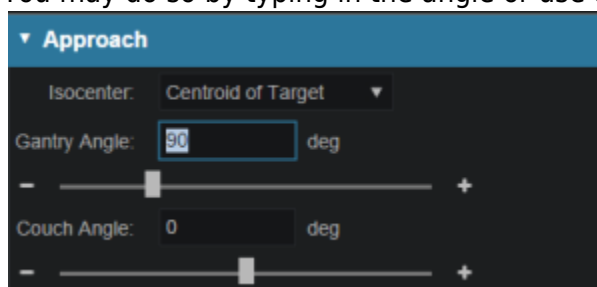 You may do so by typing in the angle or use
▼ Approach
Isocenter: Centroid of Target ▼
Gantry Angle: 90 deg
- +
Couch Angle: 0 deg
- +